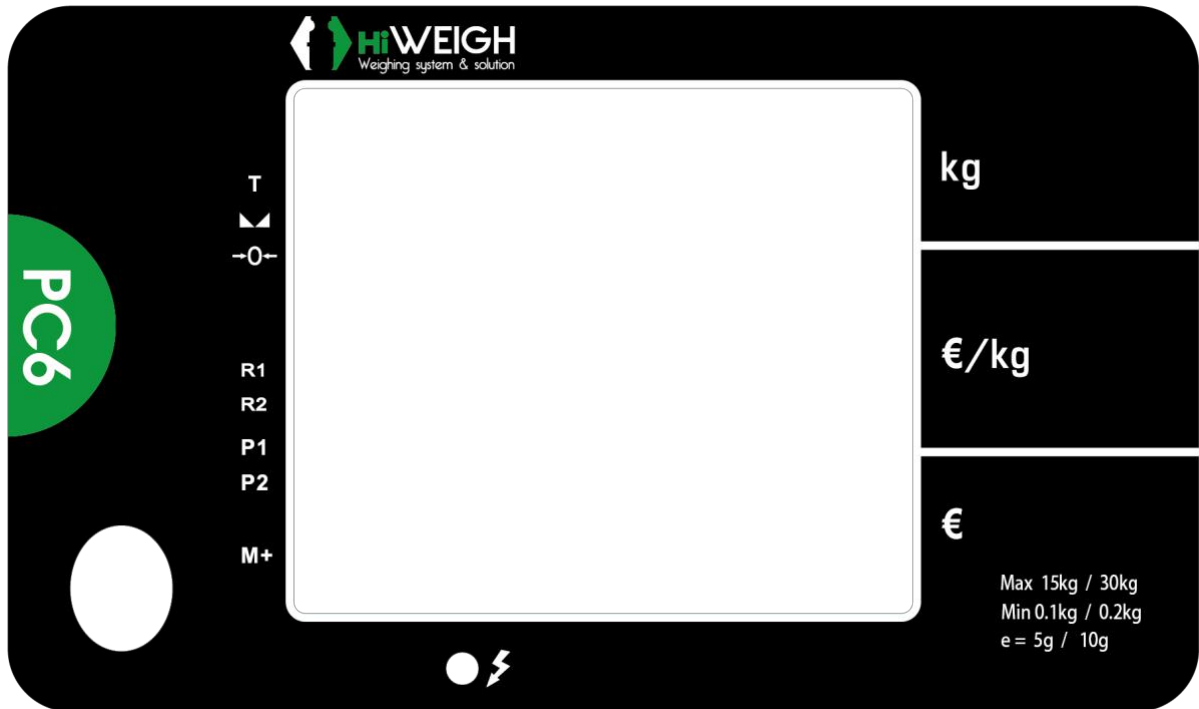 HiWEIGH
Weighing system & solution
T
→0←
R1
R2
P1
P2
M+
PC6
kg
€/kg
€
Max 15kg / 30kg
Min 0.1kg / 0.2kg
e = 5g / 10g